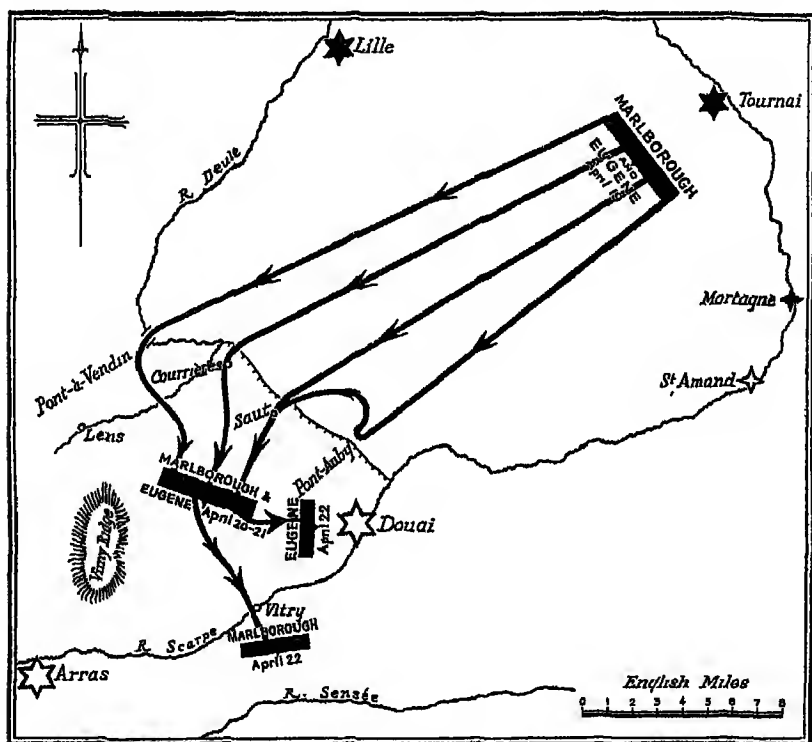 Lille
Tournai
MARLBOROUGH
AND
EUGENE
April
R. Deule
Mortagne
St Amand
Pont-à-Vendin
Courrières
Saut
Lens
Pont-Auby
MARLBOROUGH &
EUGENE April 20-21
EUGENE
April 22
Douai
Vimy Ridge
Vitry
MARLBOROUGH
April 22
R. Scarpe
Arras
R. Sensée
English Miles
0 1 2 3 4 5 6 7 8